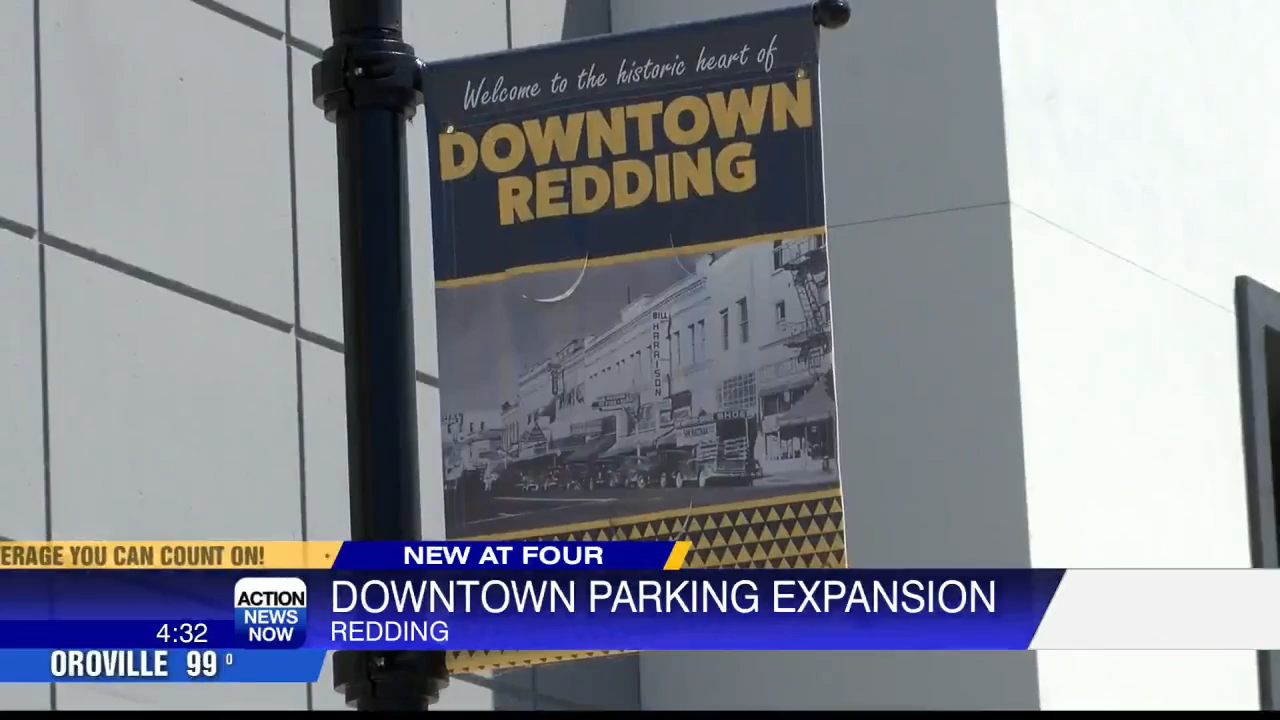 Welcome to the historic heart of
DOWNTOWN
REDDING
BILL HARRISON
SHOES
ERAGE YOU CAN COUNT ON!
NEW AT FOUR
ACTION
NEWS
NOW
DOWNTOWN PARKING EXPANSION
REDDING
4:32
OROVILLE 99°